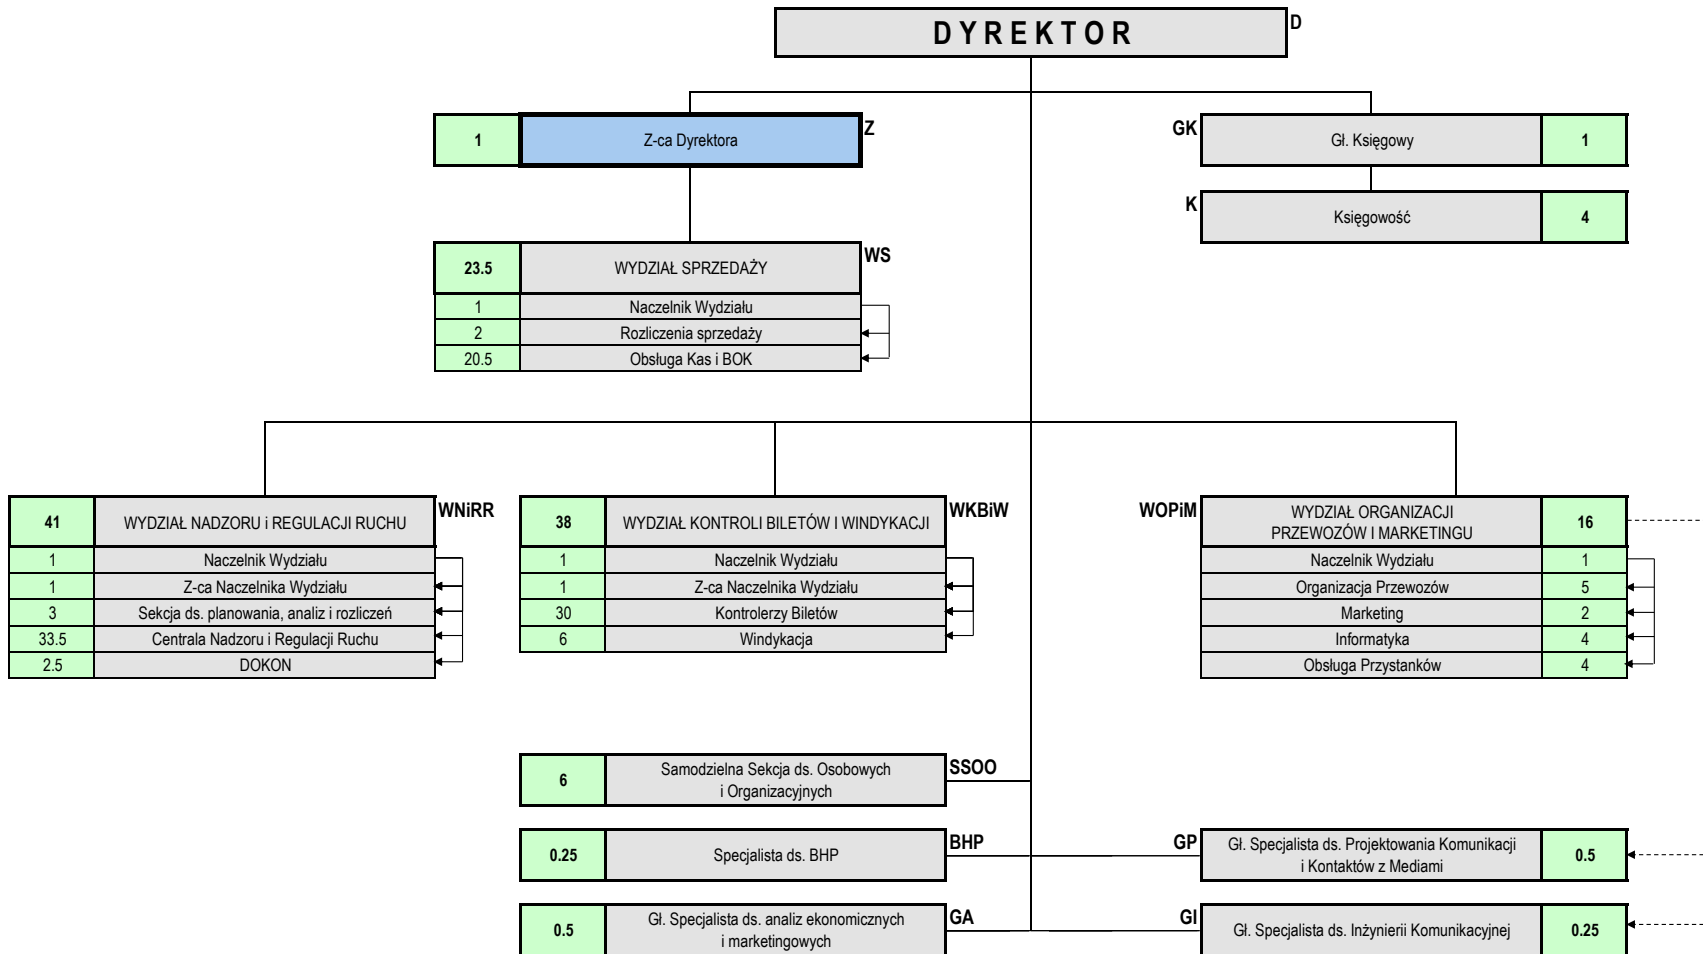 DYREKTOR D
1 Z-ca Dyrektora Z
GK Gł. Księgowy 1
K Księgowość 4
23.5 WYDZIAŁ SPRZEDAŻY WS
1 Naczelnik Wydziału
2 Rozliczenia sprzedaży
20.5 Obsługa Kas i BOK
41 WYDZIAŁ NADZORU i REGULACJI RUCHU WNiRR
1 Naczelnik Wydziału
1 Z-ca Naczelnika Wydziału
3 Sekcja ds. planowania, analiz i rozliczeń
33.5 Centrala Nadzoru i Regulacji Ruchu
2.5 DOKON
38 WYDZIAŁ KONTROLI BILETÓW I WINDYKACJI WKBiW
1 Naczelnik Wydziału
1 Z-ca Naczelnika Wydziału
30 Kontrolerzy Biletów
6 Windykacja
WOPiM WYDZIAŁ ORGANIZACJI
PRZEWOZÓW I MARKETINGU 16
Naczelnik Wydziału 1
Organizacja Przewozów 5
Marketing 2
Informatyka 4
Obsługa Przystanków 4
6 Samodzielna Sekcja ds. Osobowych
i Organizacyjnych SSOO
0.25 Specjalista ds. BHP BHP
GP Gł. Specjalista ds. Projektowania Komunikacji
i Kontaktów z Mediami 0.5
0.5 Gł. Specjalista ds. analiz ekonomicznych
i marketingowych GA
GI Gł. Specjalista ds. Inżynierii Komunikacyjnej 0.25